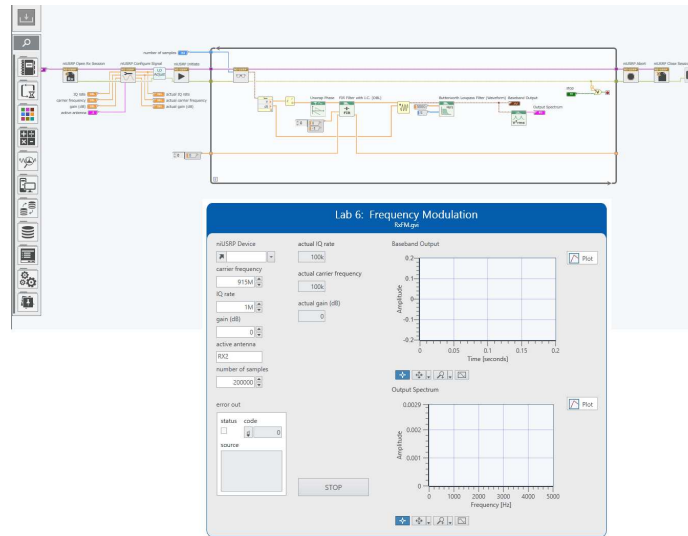 number of samples
niUSRP Open Rx Session
niUSRP Configure Signal
niUSRP Initiate
niUSRP Abort
niUSRP Close Session
IQ rate
carrier frequency
gain (dB)
active antenna
actual IQ rate
actual carrier frequency
actual gain (dB)
Unwrap Phase
FIR Filter with I.C. (DBL)
Butterworth Lowpass Filter (Waveform)
Baseband Output
Output Spectrum
STOP
Lab 6: Frequency Modulation
RxFM.gvi
niUSRP Device
carrier frequency
915M
IQ rate
1M
gain (dB)
0
active antenna
RX2
number of samples
200000
error out
status code
0
source
actual IQ rate
100k
actual carrier frequency
100k
actual gain (dB)
0
STOP
Baseband Output
Plot
0.2
0.1
0
-0.1
-0.2
Amplitude
0 0.05 0.1 0.15 0.2
Time [seconds]
Output Spectrum
Plot
0.0029
0.002
0.001
0
Amplitude
0 1000 2000 3000 4000 5000
Frequency [Hz]